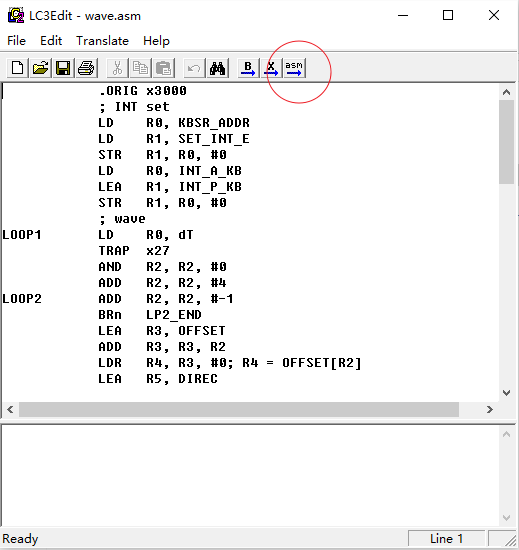 LC3Edit - wave.asm
File Edit Translate Help
B X asm
.ORIG x3000
; INT set
LD R0, KBSR_ADDR
LD R1, SET_INT_E
STR R1, R0, #0
LD R0, INT_A_KB
LEA R1, INT_P_KB
STR R1, R0, #0
; wave
LOOP1 LD R0, dT
TRAP x27
AND R2, R2, #0
ADD R2, R2, #4
LOOP2 ADD R2, R2, #-1
BRn LP2_END
LEA R3, OFFSET
ADD R3, R3, R2
LDR R4, R3, #0; R4 = OFFSET[R2]
LEA R5, DIREC
Ready Line 1